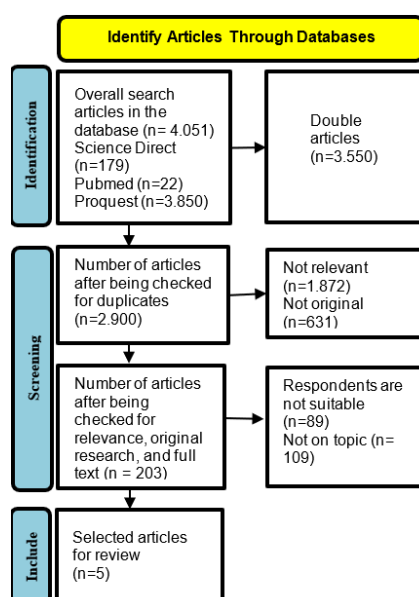 Identify Articles Through Databases
Identification
Overall search
articles in the
database (n= 4.051)
Science Direct
(n=179)
Pubmed (n=22)
Proquest (n=3.850)
Double
articles
(n=3.550)
Screening
Number of articles
after being checked
for duplicates
(n=2.900)
Not relevant
(n=1.872)
Not original
(n=631)
Number of articles
after being
checked for
relevance, original
research, and full
text (n = 203)
Respondents are
not suitable
(n=89)
Not on topic (n=
109)
Include
Selected articles
for review
(n=5)